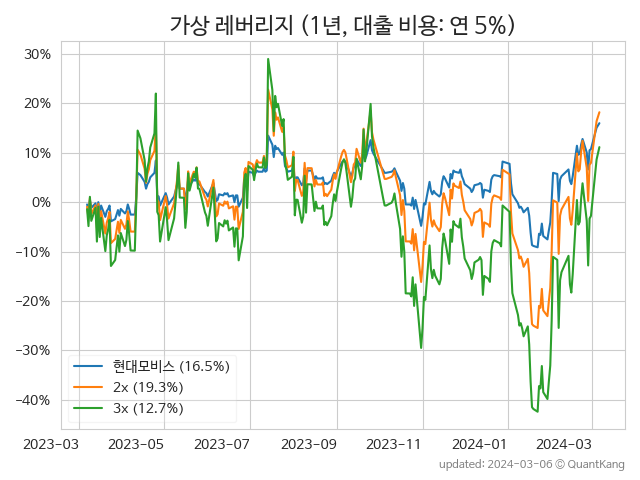 가상 레버리지 (1년, 대출 비용: 연 5%)
30%
20%
10%
0%
−10%
−20%
−30%
−40%
현대모비스 (16.5%)
2x (19.3%)
3x (12.7%)
2023-03 2023-05 2023-07 2023-09 2023-11 2024-01 2024-03
updated: 2024-03-06 © QuantKang